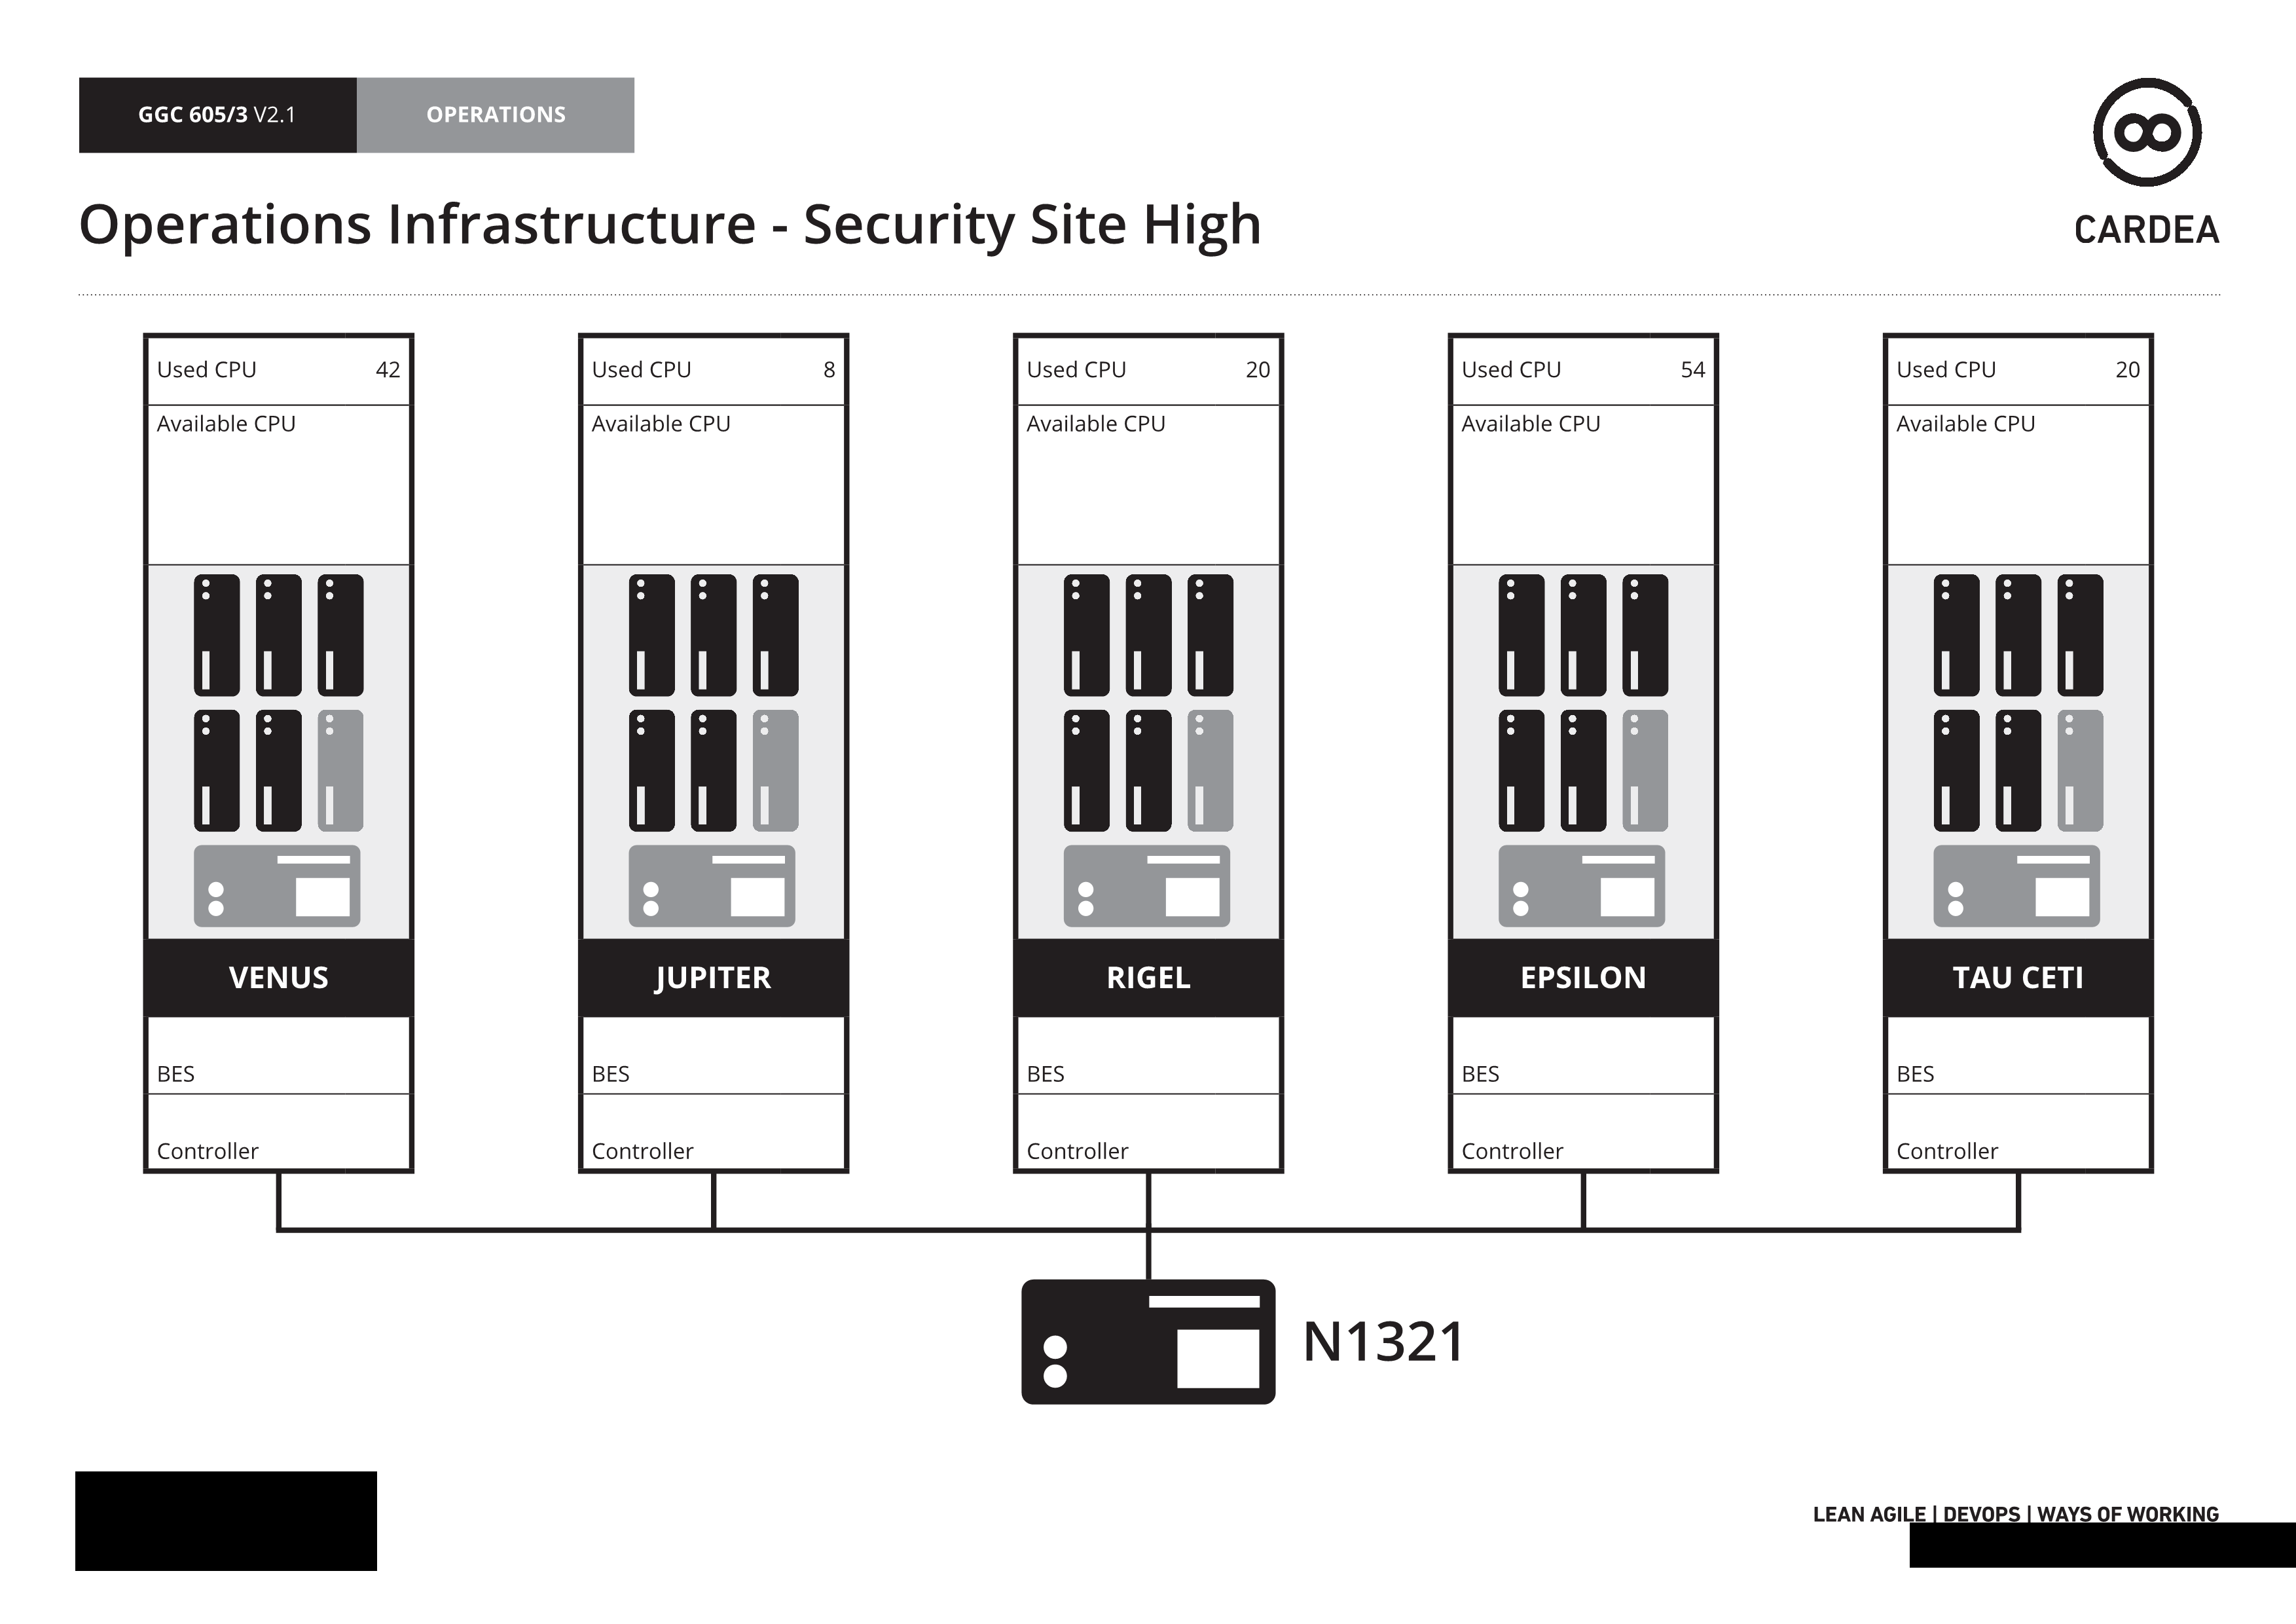 GGC 605/3 V2.1
OPERATIONS
CARDEA
Operations Infrastructure - Security Site High
Used CPU 42
Available CPU
VENUS
BES
Controller
Used CPU 8
Available CPU
JUPITER
BES
Controller
Used CPU 20
Available CPU
RIGEL
BES
Controller
Used CPU 54
Available CPU
EPSILON
BES
Controller
Used CPU 20
Available CPU
TAU CETI
BES
Controller
N1321
LEAN AGILE | DEVOPS | WAYS OF WORKING